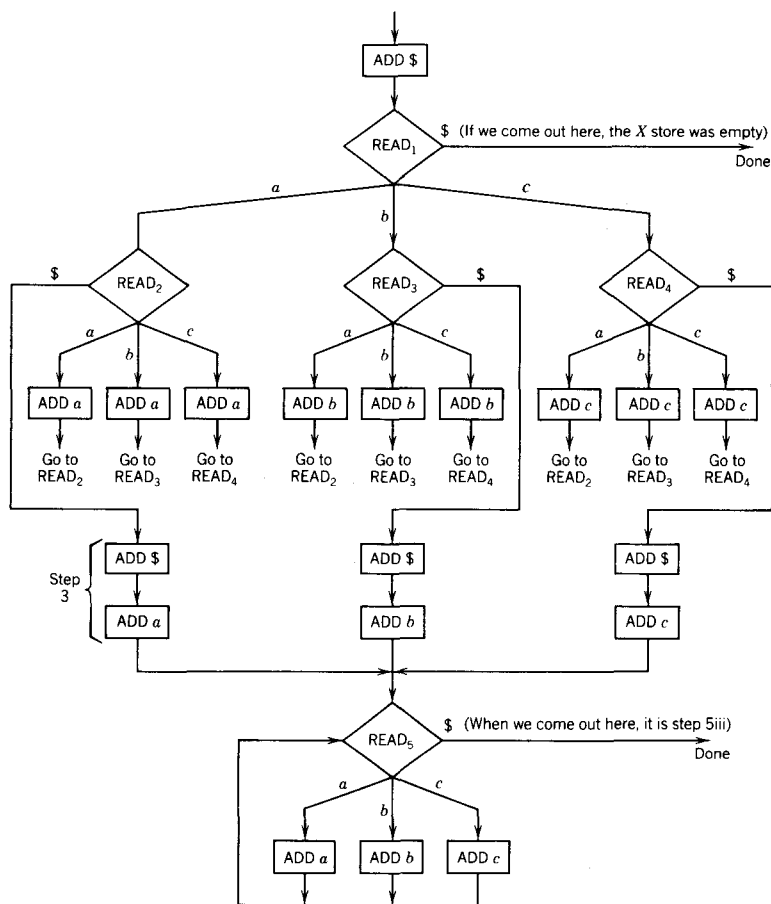 ADD $
READ₁
$ (If we come out here, the X store was empty)
Done
a
b
c
$
READ₂
READ₃
$
READ₄
$
a
b
c
a
b
c
a
b
c
ADD a
ADD a
ADD a
ADD b
ADD b
ADD b
ADD c
ADD c
ADD c
Go to
READ₂
Go to
READ₃
Go to
READ₄
Go to
READ₂
Go to
READ₃
Go to
READ₄
Go to
READ₂
Go to
READ₃
Go to
READ₄
Step
3
ADD $
ADD $
ADD $
ADD a
ADD b
ADD c
READ₅
$ (When we come out here, it is step 5iii)
Done
a
b
c
ADD a
ADD b
ADD c